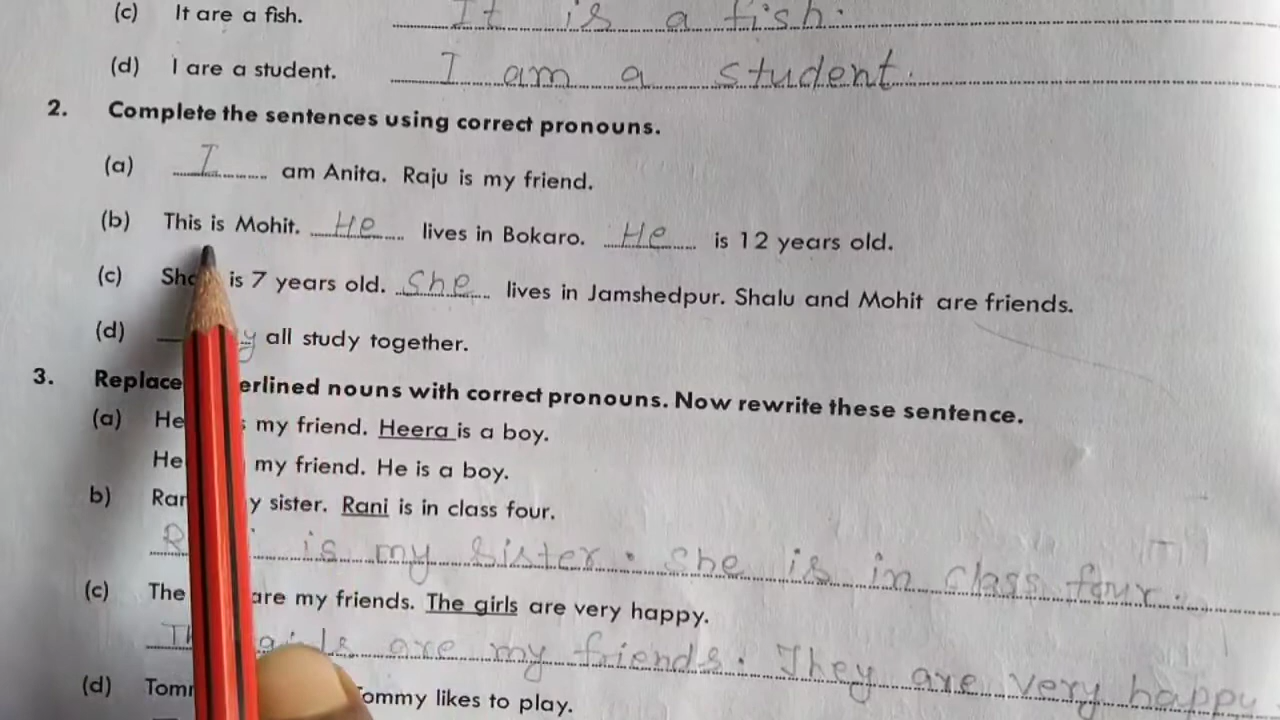 (c) It are a fish. It is a fish.
(d) I are a student. I am a student.
2. Complete the sentences using correct pronouns.
(a) I am Anita. Raju is my friend.
(b) This is Mohit. He lives in Bokaro. He is 12 years old.
(c) is 7 years old. She lives in Jamshedpur. Shalu and Mohit are friends.
(d) all study together.
3. Replace nouns with correct pronouns. Now rewrite these sentence.
(a) my friend. Heera is a boy.
my friend. He is a boy.
b) sister. Rani is in class four.
is my sister. She is in class four.
(c) The are my friends. The girls are very happy.
girls are my friends. They are very happy
(d) Tommy likes to play.